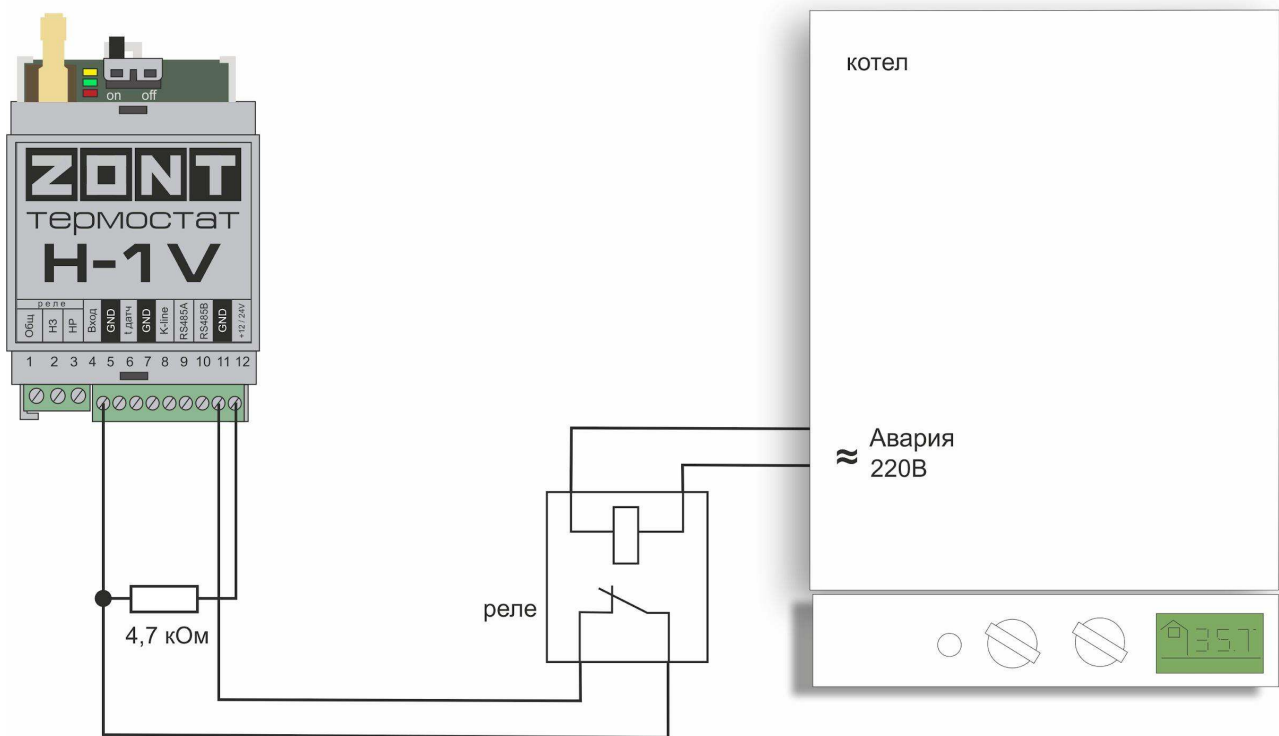 on off
ZONT
термостат
H-1V
реле
Общ НЗ НР Вход GND t датч GND K-line RS485A RS485B GND +12 / 24V
1 2 3 4 5 6 7 8 9 10 11 12
4,7 кОм
реле
котел
≈ Авария
220В
35.7